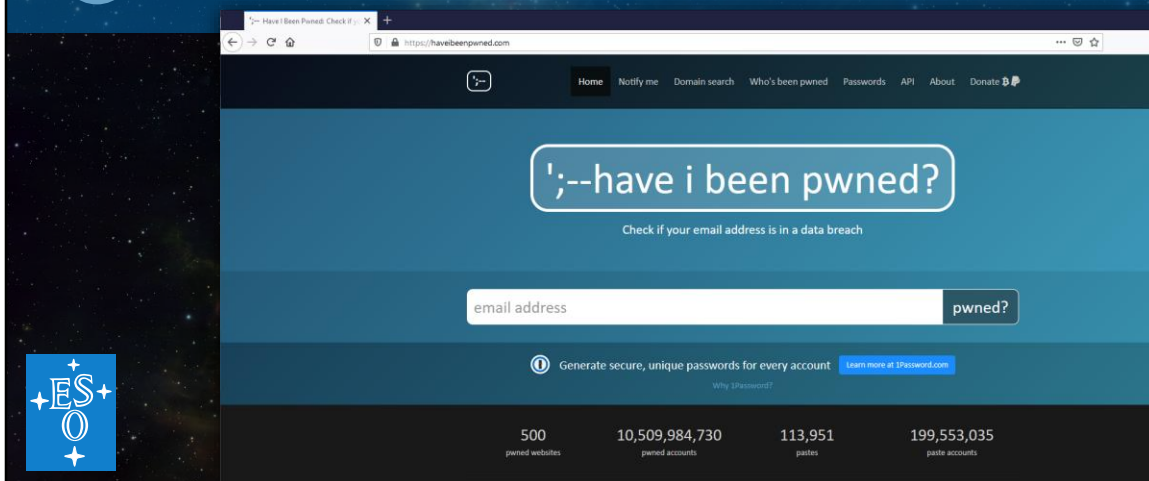 ';-- Have I Been Pwned: Check if yo
https://haveibeenpwned.com
';--
Home Notify me Domain search Who's been pwned Passwords API About Donate
';--have i been pwned?
Check if your email address is in a data breach
email address pwned?
Generate secure, unique passwords for every account Learn more at 1Password.com
Why 1Password?
500 10,509,984,730 113,951 199,553,035
pwned websites pwned accounts pastes paste accounts
ESO